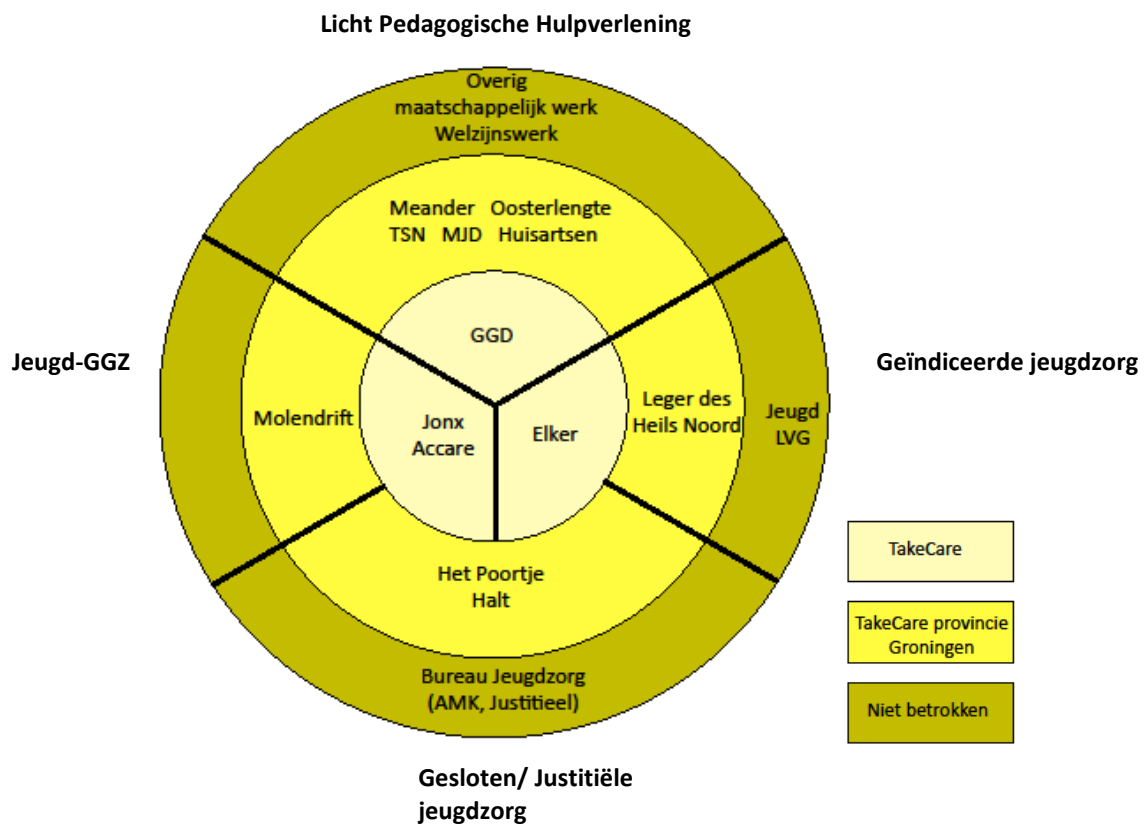 Licht Pedagogische Hulpverlening
Overig
maatschappelijk werk
Welzijnswerk
Meander Oosterlengte
TSN MJD Huisartsen
GGD
Jeugd-GGZ
Geïndiceerde jeugdzorg
Molendrift
Jonx
Accare
Elker
Leger des
Heils Noord
Jeugd
LVG
Het Poortje
Halt
Bureau Jeugdzorg
(AMK, Justitieel)
TakeCare
TakeCare provincie
Groningen
Niet betrokken
Gesloten/ Justitiële
jeugdzorg